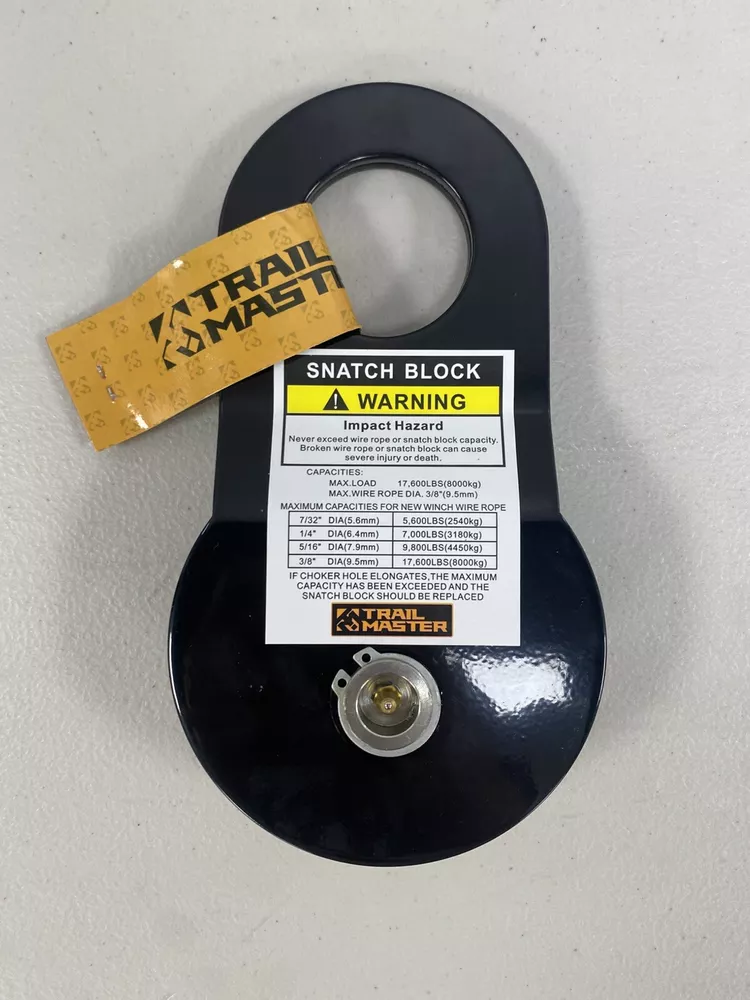 TRAIL
MASTER
SNATCH BLOCK
WARNING
Impact Hazard
Never exceed wire rope or snatch block capacity.
Broken wire rope or snatch block can cause
severe injury or death.
CAPACITIES:
MAX.LOAD 17,600LBS(8000kg)
MAX.WIRE ROPE DIA. 3/8"(9.5mm)
MAXIMUM CAPACITIES FOR NEW WINCH WIRE ROPE
7/32" DIA(5.6mm) 5,600LBS(2540kg)
1/4" DIA(6.4mm) 7,000LBS(3180kg)
5/16" DIA(7.9mm) 9,800LBS(4450kg)
3/8" DIA(9.5mm) 17,600LBS(8000kg)
IF CHOKER HOLE ELONGATES,THE MAXIMUM
CAPACITY HAS BEEN EXCEEDED AND THE
SNATCH BLOCK SHOULD BE REPLACED
TRAIL
MASTER